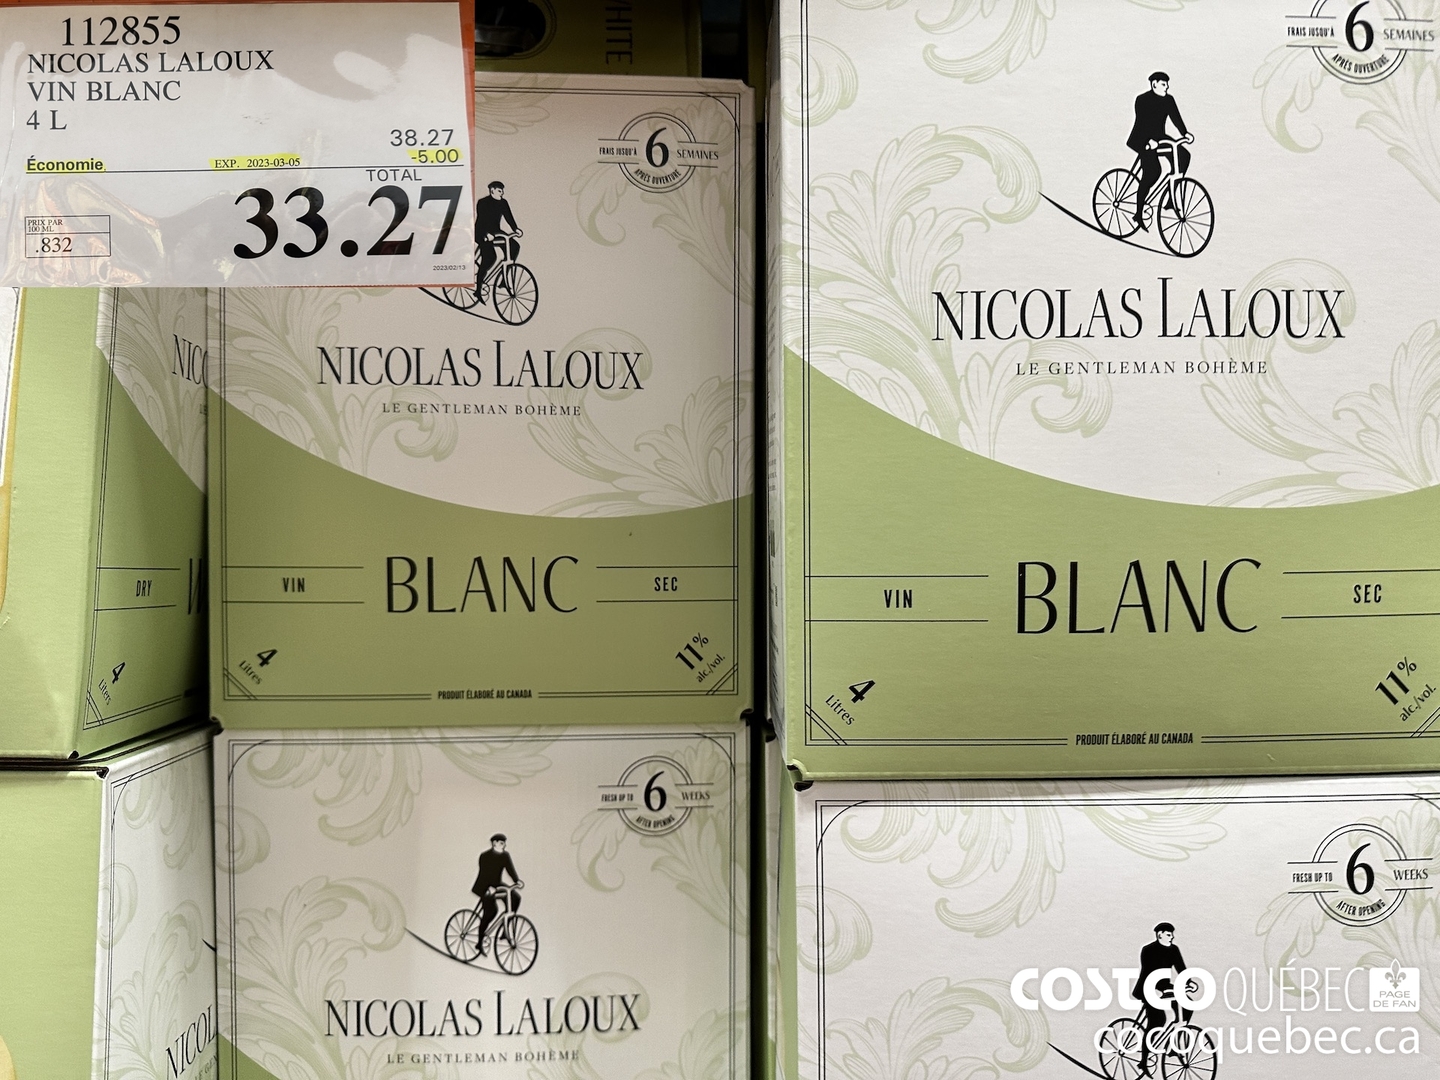 112855
NICOLAS LALOUX
VIN BLANC
4 L
38.27
Économie EXP. 2023-03-05 -5.00
TOTAL
33.27
PRIX PAR
100 ML
.832
2023/02/13
WHITE
FRAIS JUSQU'À 6 SEMAINES
APRÈS OUVERTURE
NICOLAS LALOUX
LE GENTLEMAN BOHÈME
VIN BLANC SEC
4 Litres
11% alc./vol.
PRODUIT ÉLABORÉ AU CANADA
FRAIS JUSQU'À 6 SEMAINES
APRÈS OUVERTURE
NICOLAS LALOUX
LE GENTLEMAN BOHÈME
VIN BLANC SEC
4 Litres
11% alc./vol.
PRODUIT ÉLABORÉ AU CANADA
NIC
DRY W
4 Liters
FRESH UP TO 6 WEEKS
AFTER OPENING
NICOLAS LALOUX
LE GENTLEMAN BOHÈME
NICOL
FRESH UP TO 6 WEEKS
AFTER OPENING
COSTCO QUÉBEC PAGE
DE FAN
cocoquebec.ca